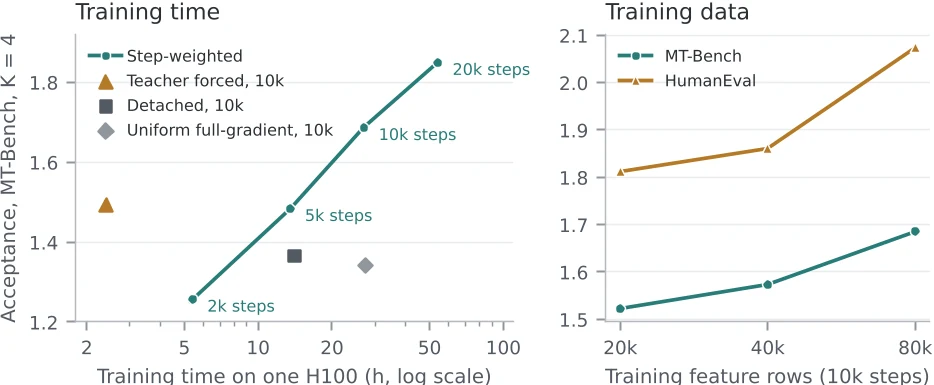 Training time
Acceptance, MT-Bench, K = 4
1.8
1.6
1.4
1.2
Step-weighted
Teacher forced, 10k
Detached, 10k
Uniform full-gradient, 10k
20k steps
10k steps
5k steps
2k steps
2 5 10 20 50 100
Training time on one H100 (h, log scale)
Training data
2.1
2.0
1.9
1.8
1.7
1.6
1.5
MT-Bench
HumanEval
20k 40k 80k
Training feature rows (10k steps)